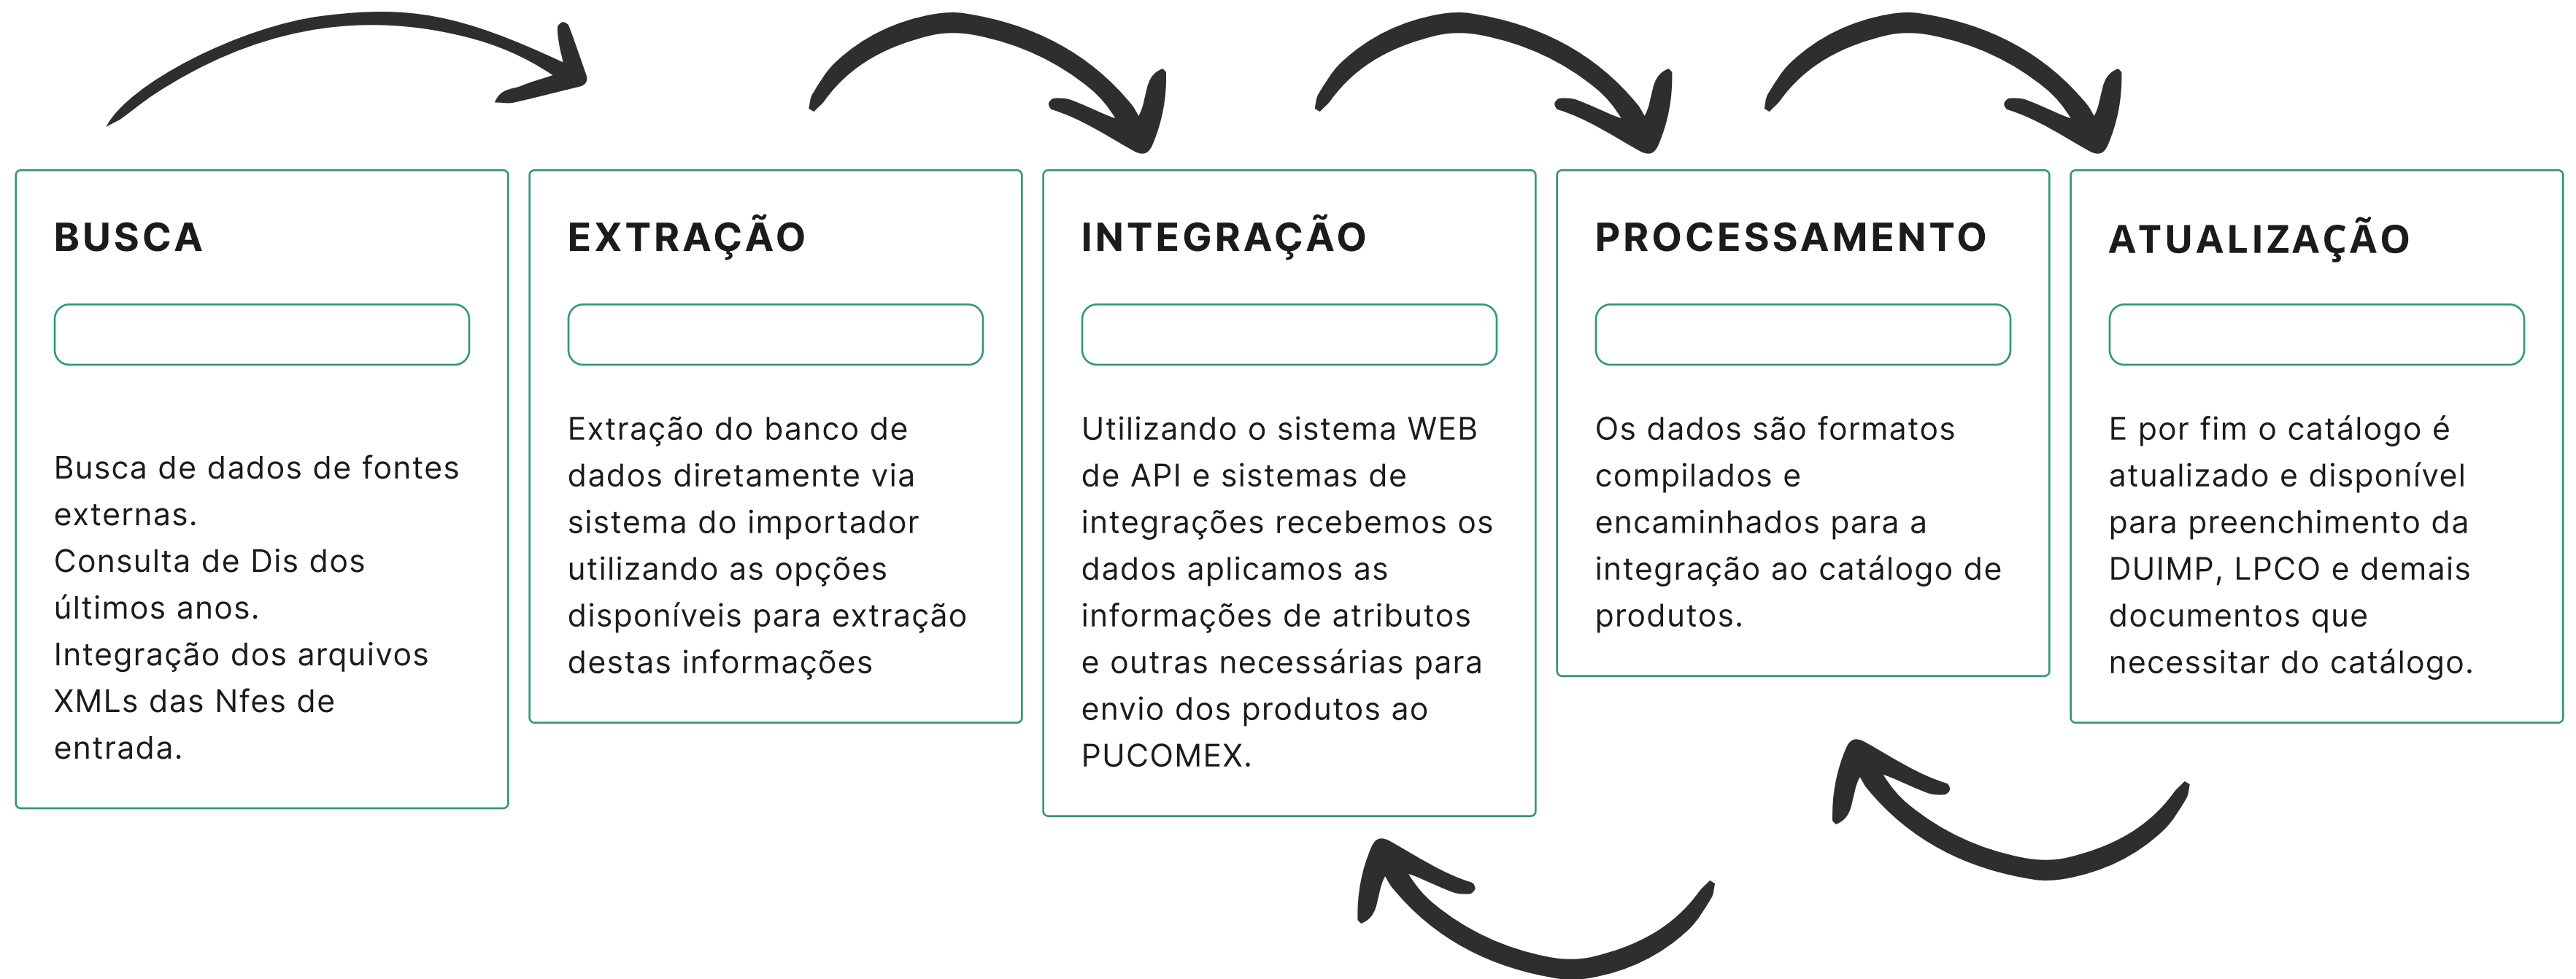 BUSCA
Busca de dados de fontes
externas.
Consulta de Dis dos
últimos anos.
Integração dos arquivos
XMLs das Nfes de
entrada.
EXTRAÇÃO
Extração do banco de
dados diretamente via
sistema do importador
utilizando as opções
disponíveis para extração
destas informações
INTEGRAÇÃO
Utilizando o sistema WEB
de API e sistemas de
integrações recebemos os
dados aplicamos as
informações de atributos
e outras necessárias para
envio dos produtos ao
PUCOMEX.
PROCESSAMENTO
Os dados são formatos
compilados e
encaminhados para a
integração ao catálogo de
produtos.
ATUALIZAÇÃO
E por fim o catálogo é
atualizado e disponível
para preenchimento da
DUIMP, LPCO e demais
documentos que
necessitar do catálogo.